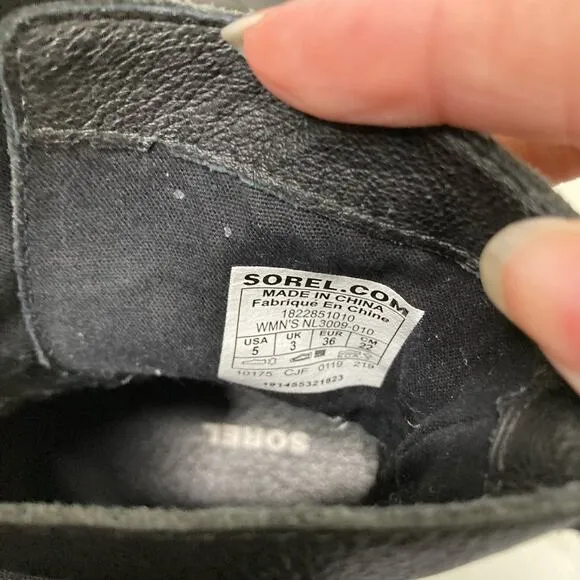 SOREL.COM
MADE IN CHINA
Fabriqué En Chine
1822851010
WMN'S NL3009-010
USA UK EUR CM
5 3 36 22
10175 CJF 0119 219
191455321823
SOREL